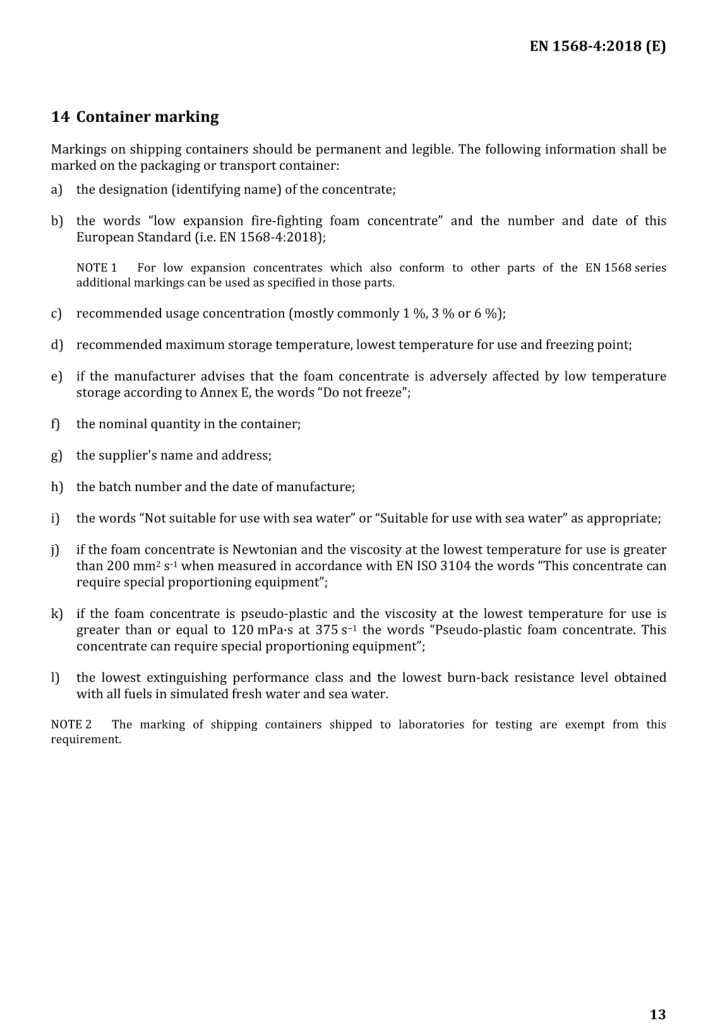 EN 1568-4:2018 (E)
14 Container marking
Markings on shipping containers should be permanent and legible. The following information shall be
marked on the packaging or transport container:
a) the designation (identifying name) of the concentrate;
b) the words “low expansion fire-fighting foam concentrate” and the number and date of this
European Standard (i.e. EN 1568-4:2018);
NOTE 1 For low expansion concentrates which also conform to other parts of the EN 1568 series
additional markings can be used as specified in those parts.
c) recommended usage concentration (mostly commonly 1 %, 3 % or 6 %);
d) recommended maximum storage temperature, lowest temperature for use and freezing point;
e) if the manufacturer advises that the foam concentrate is adversely affected by low temperature
storage according to Annex E, the words “Do not freeze”;
f) the nominal quantity in the container;
g) the supplier's name and address;
h) the batch number and the date of manufacture;
i) the words “Not suitable for use with sea water” or “Suitable for use with sea water” as appropriate;
j) if the foam concentrate is Newtonian and the viscosity at the lowest temperature for use is greater
than 200 mm² s⁻¹ when measured in accordance with EN ISO 3104 the words “This concentrate can
require special proportioning equipment”;
k) if the foam concentrate is pseudo-plastic and the viscosity at the lowest temperature for use is
greater than or equal to 120 mPa·s at 375 s⁻¹ the words “Pseudo-plastic foam concentrate. This
concentrate can require special proportioning equipment”;
l) the lowest extinguishing performance class and the lowest burn-back resistance level obtained
with all fuels in simulated fresh water and sea water.
NOTE 2 The marking of shipping containers shipped to laboratories for testing are exempt from this
requirement.
13